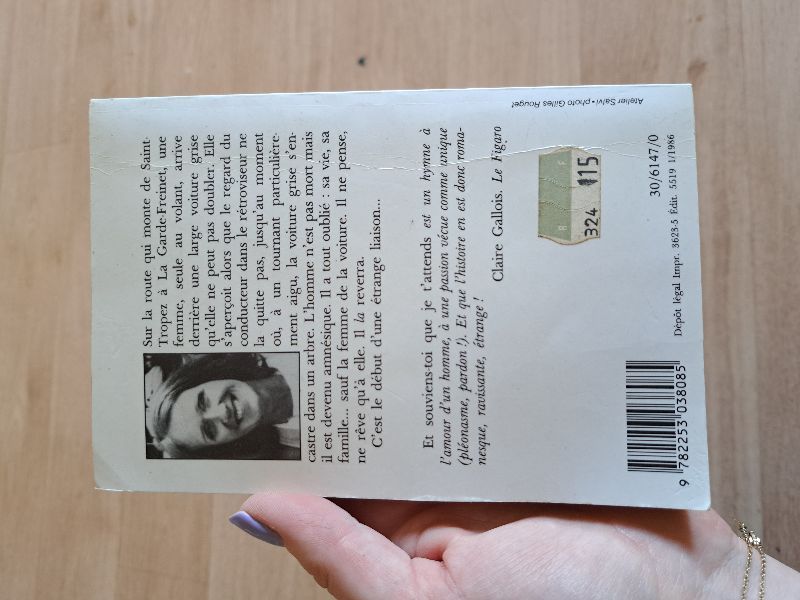 Sur la route qui monte de Saint-
Tropez à La Garde-Freinet, une
femme, seule au volant, arrive
derrière une large voiture grise
qu'elle ne peut pas doubler. Elle
s'aperçoit alors que le regard du
conducteur dans le rétroviseur ne
la quitte pas, jusqu'au moment
où, à un tournant particulière-
ment aigu, la voiture grise s'en-
castre dans un arbre. L'homme n'est pas mort mais
il est devenu amnésique. Il a tout oublié : sa vie, sa
famille... sauf la femme de la voiture. Il ne pense,
ne rêve qu'à elle. Il la reverra.
C'est le début d'une étrange liaison...
Et souviens-toi que je t'attends est un hymne à
l'amour d'un homme, à une passion vécue comme unique
(pléonasme, pardon !). Et que l'histoire en est donc roma-
nesque, ravissante, étrange !
Claire Gallois. Le Figaro
B F
324 115
30/6147/0
Dépôt légal Impr. 3623-5 Édit. 5519 1/1986
9 782253 038085
Atelier Salvi • photo Gilles Rouget